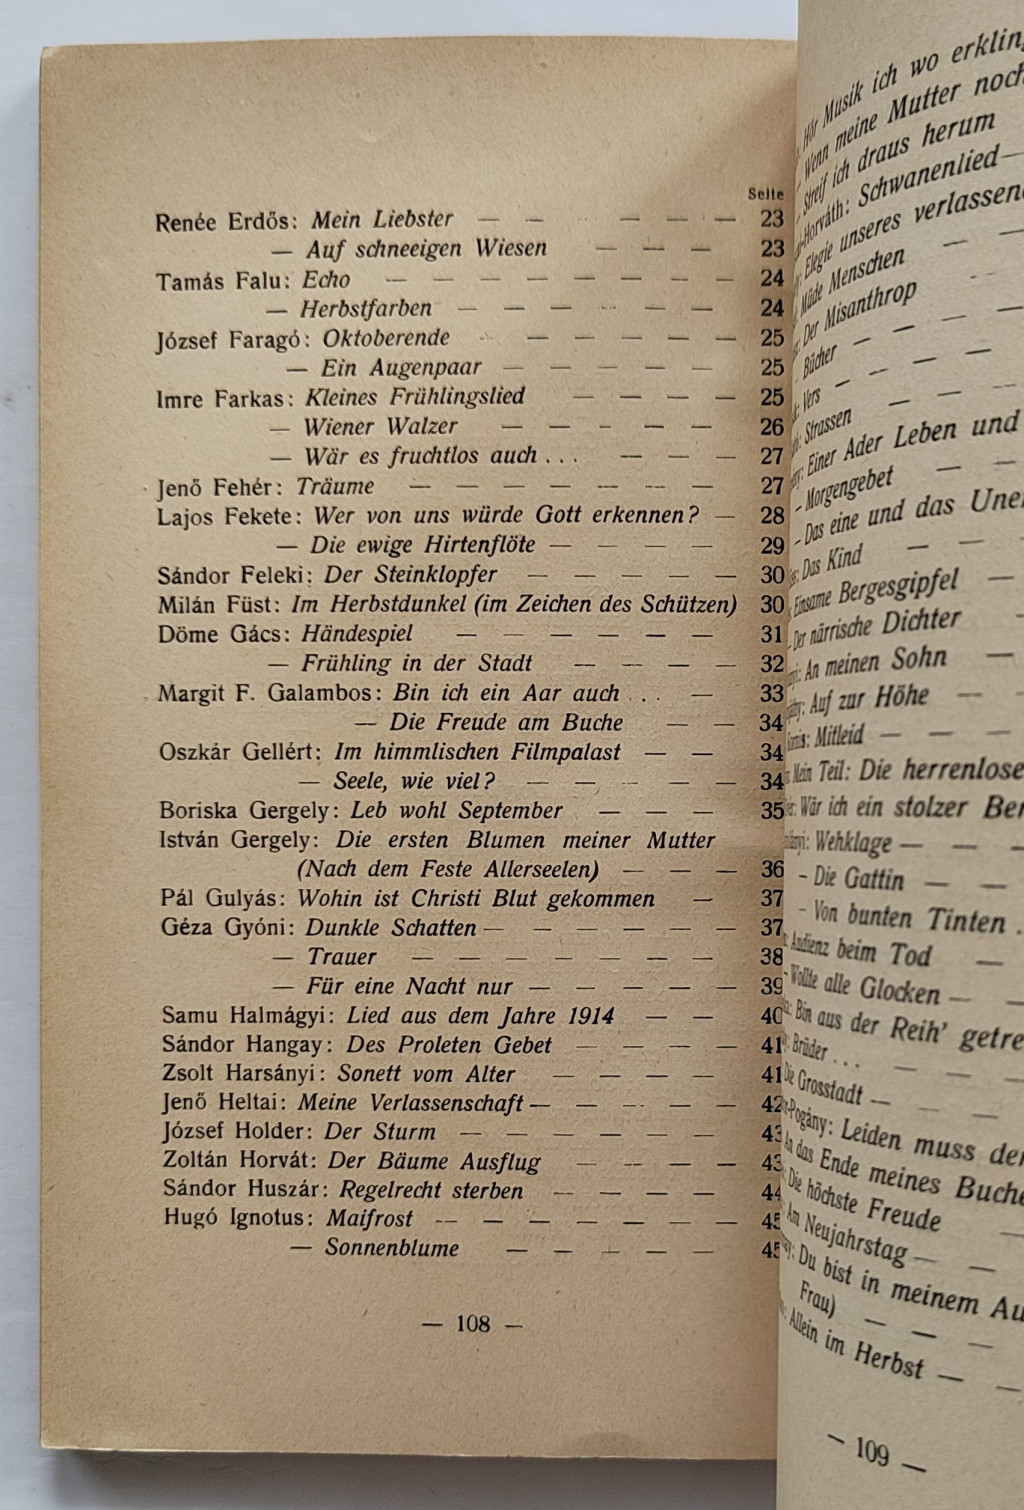 Seite
Renée Erdős: Mein Liebster — — — — — 23
— Auf schneeigen Wiesen — — — 23
Tamás Falu: Echo — — — — — — — 24
— Herbstfarben — — — — — — 24
József Faragó: Oktoberende — — — — — 25
— Ein Augenpaar — — — — — 25
Imre Farkas: Kleines Frühlingslied — — — — 25
— Wiener Walzer — — — — — 26
— Wär es fruchtlos auch . . . — — — 27
Jenő Fehér: Träume — — — — — — — 27
Lajos Fekete: Wer von uns würde Gott erkennen? — 28
— Die ewige Hirtenflöte — — — — 29
Sándor Feleki: Der Steinklopfer — — — — — 30
Milán Füst: Im Herbstdunkel (im Zeichen des Schützen) 30
Döme Gács: Händespiel — — — — — — 31
— Frühling in der Stadt — — — — 32
Margit F. Galambos: Bin ich ein Aar auch . . . — 33
— Die Freude am Buche — — 34
Oszkár Gellért: Im himmlischen Filmpalast — — 34
— Seele, wie viel? — — — — — 34
Boriska Gergely: Leb wohl September — — — 35
István Gergely: Die ersten Blumen meiner Mutter
(Nach dem Feste Allerseelen) — — — 36
Pál Gulyás: Wohin ist Christi Blut gekommen — 37
Géza Gyóni: Dunkle Schatten — — — — — 37
— Trauer — — — — — — — 38
— Für eine Nacht nur — — — — — 39
Samu Halmágyi: Lied aus dem Jahre 1914 — — 40
Sándor Hangay: Des Proleten Gebet — — — — 41
Zsolt Harsányi: Sonett vom Alter — — — — 41
Jenő Heltai: Meine Verlassenschaft — — — — — 42
József Holder: Der Sturm — — — — — — 43
Zoltán Horvát: Der Bäume Ausflug — — — — 43
Sándor Huszár: Regelrecht sterben — — — — 44
Hugó Ignotus: Maifrost — — — — — — — 45
— Sonnenblume — — — — — 45
— 108 —
Hör Musik ich wo
Wenn meine Mutter noch
Streif ich draus herum
Horváth: Schwanenlied —
Elegie unseres
Müde Menschen — —
Der Misanthrop
Bücher — — —
Vers — — — —
Strassen — —
Einer Ader Leben und
- Morgengebet — —
- Das eine und das
Das Kind — —
Einsame Bergesgipfel —
- Der närrische Dichter —
An meinen Sohn —
Auf zur Höhe — —
Mitleid — — — —
Mein Teil: Die herrenlose
Wär ich ein stolzer
Wehklage — — —
- Die Gattin — — —
- Von bunten Tinten .
Audienz beim Tod —
- Wollte alle Glocken — —
Bin aus der Reih'
Brüder . . . — — —
Die Grosstadt — — —
Pogány: Leiden muss
An das Ende meines
Die höchste Freude —
Am Neujahrstag — —
Du bist in meinem
Frau) — — —
Allein im Herbst — —
— 109 —